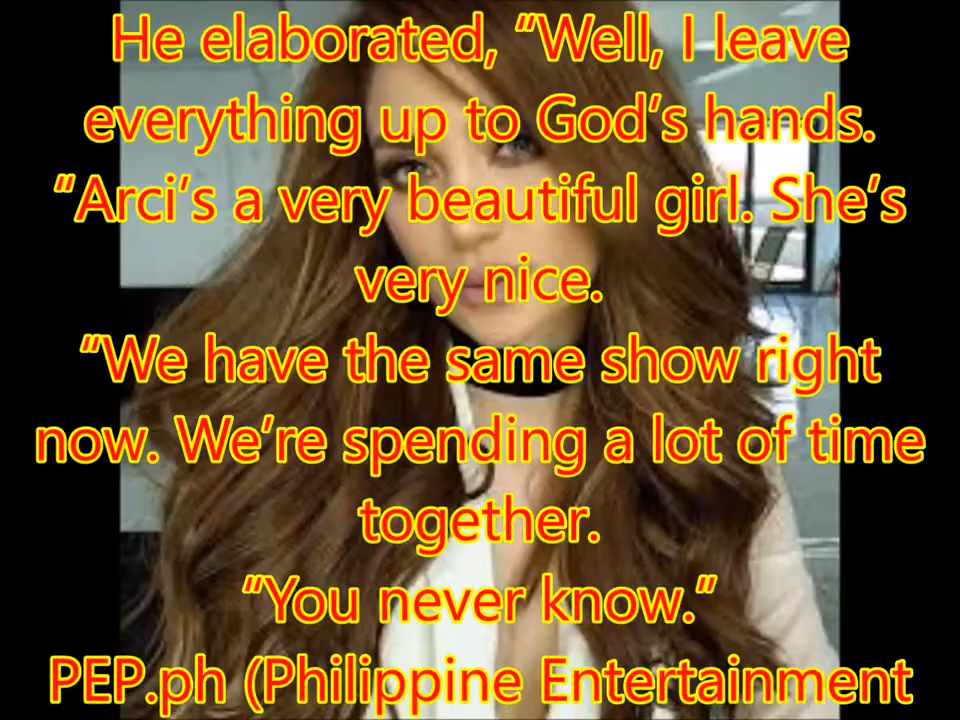 He elaborated, “Well, I leave
everything up to God’s hands.
“Arci’s a very beautiful girl. She’s
very nice.
“We have the same show right
now. We’re spending a lot of time
together.
“You never know.”
PEP.ph (Philippine Entertainment